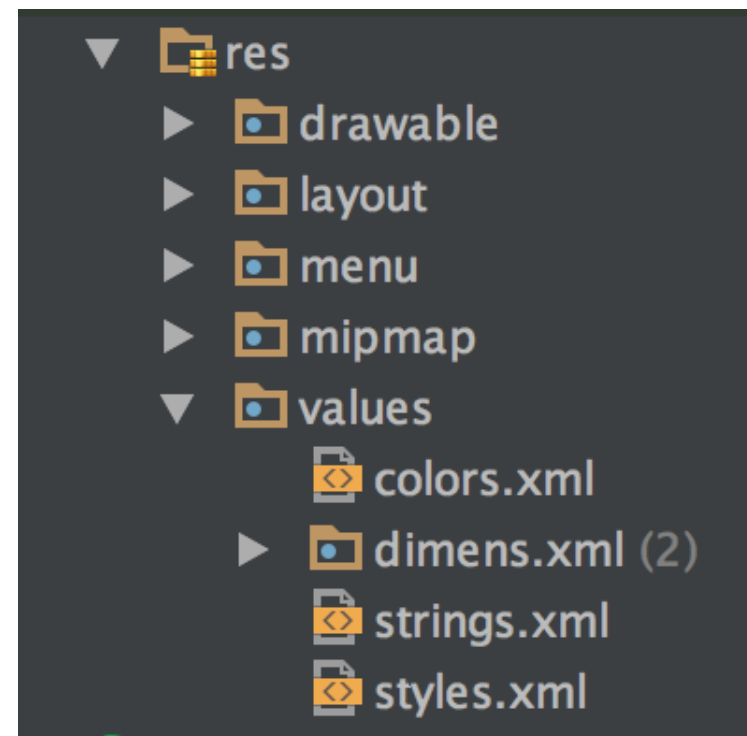 res
drawable
layout
menu
mipmap
values
colors.xml
dimens.xml (2)
strings.xml
styles.xml